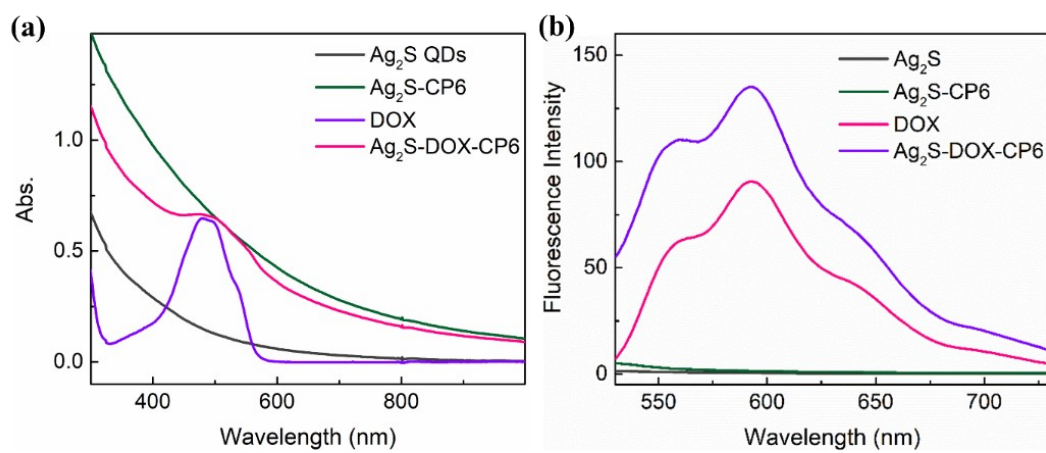 (a)
Ag₂S QDs
Ag₂S-CP6
DOX
Ag₂S-DOX-CP6
1.0
0.5
0.0
Abs.
400 600 800
Wavelength (nm)
(b)
Ag₂S
Ag₂S-CP6
DOX
Ag₂S-DOX-CP6
150
100
50
0
Fluorescence Intensity
550 600 650 700
Wavelength (nm)